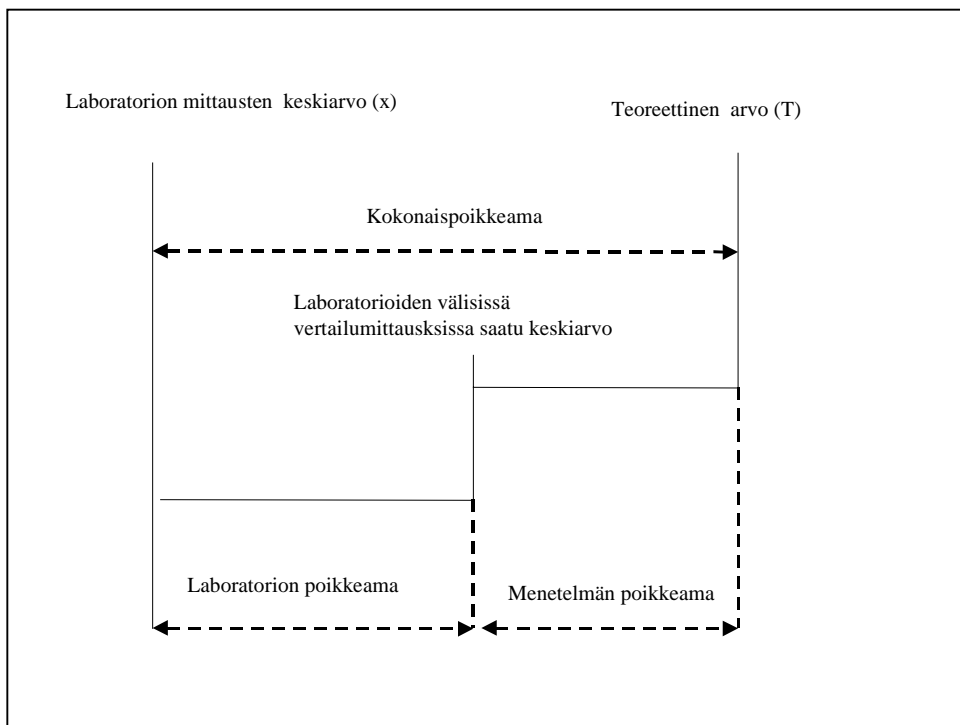 Laboratorion mittausten keskiarvo (x)
Teoreettinen arvo (T)
Kokonaispoikkeama
Laboratorioiden välisissä
vertailumittausksissa saatu keskiarvo
Laboratorion poikkeama
Menetelmän poikkeama